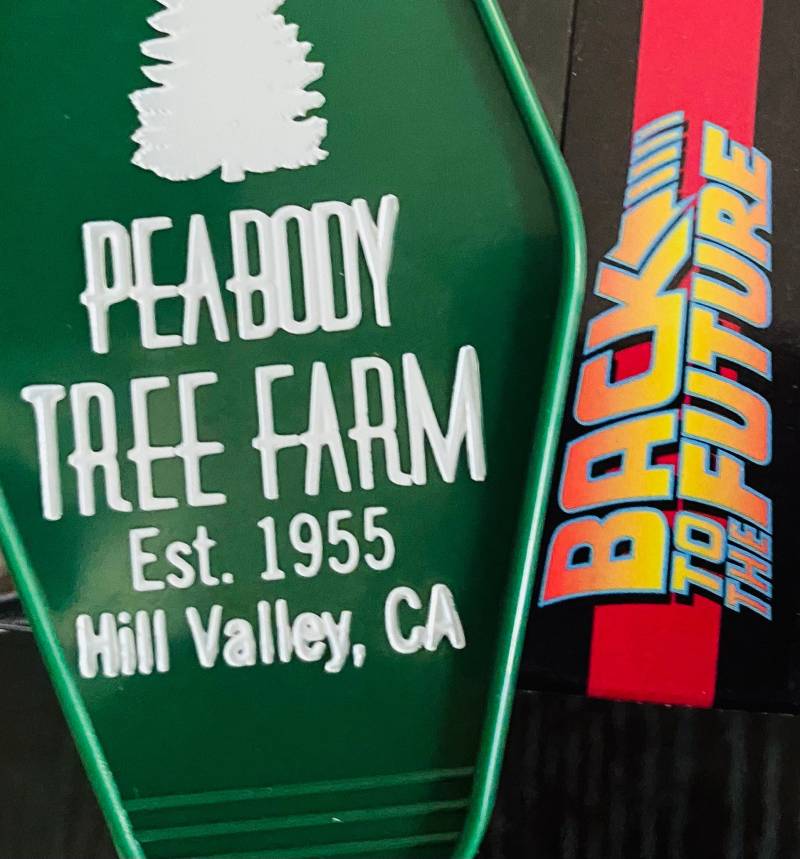 PEABODY
TREE FARM
Est. 1955
Hill Valley, CA
BACK
TO THE FUTURE